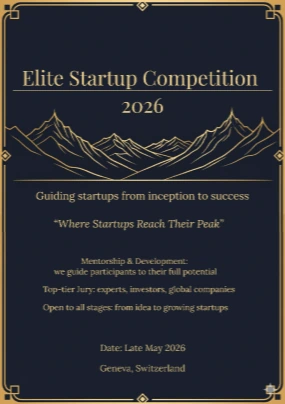 Elite Startup Competition
2026
Guiding startups from inception to success
“Where Startups Reach Their Peak”
Mentorship & Development:
we guide participants to their full potential
Top-tier Jury: experts, investors, global companies
Open to all stages: from idea to growing startups
Date: Late May 2026
Geneva, Switzerland